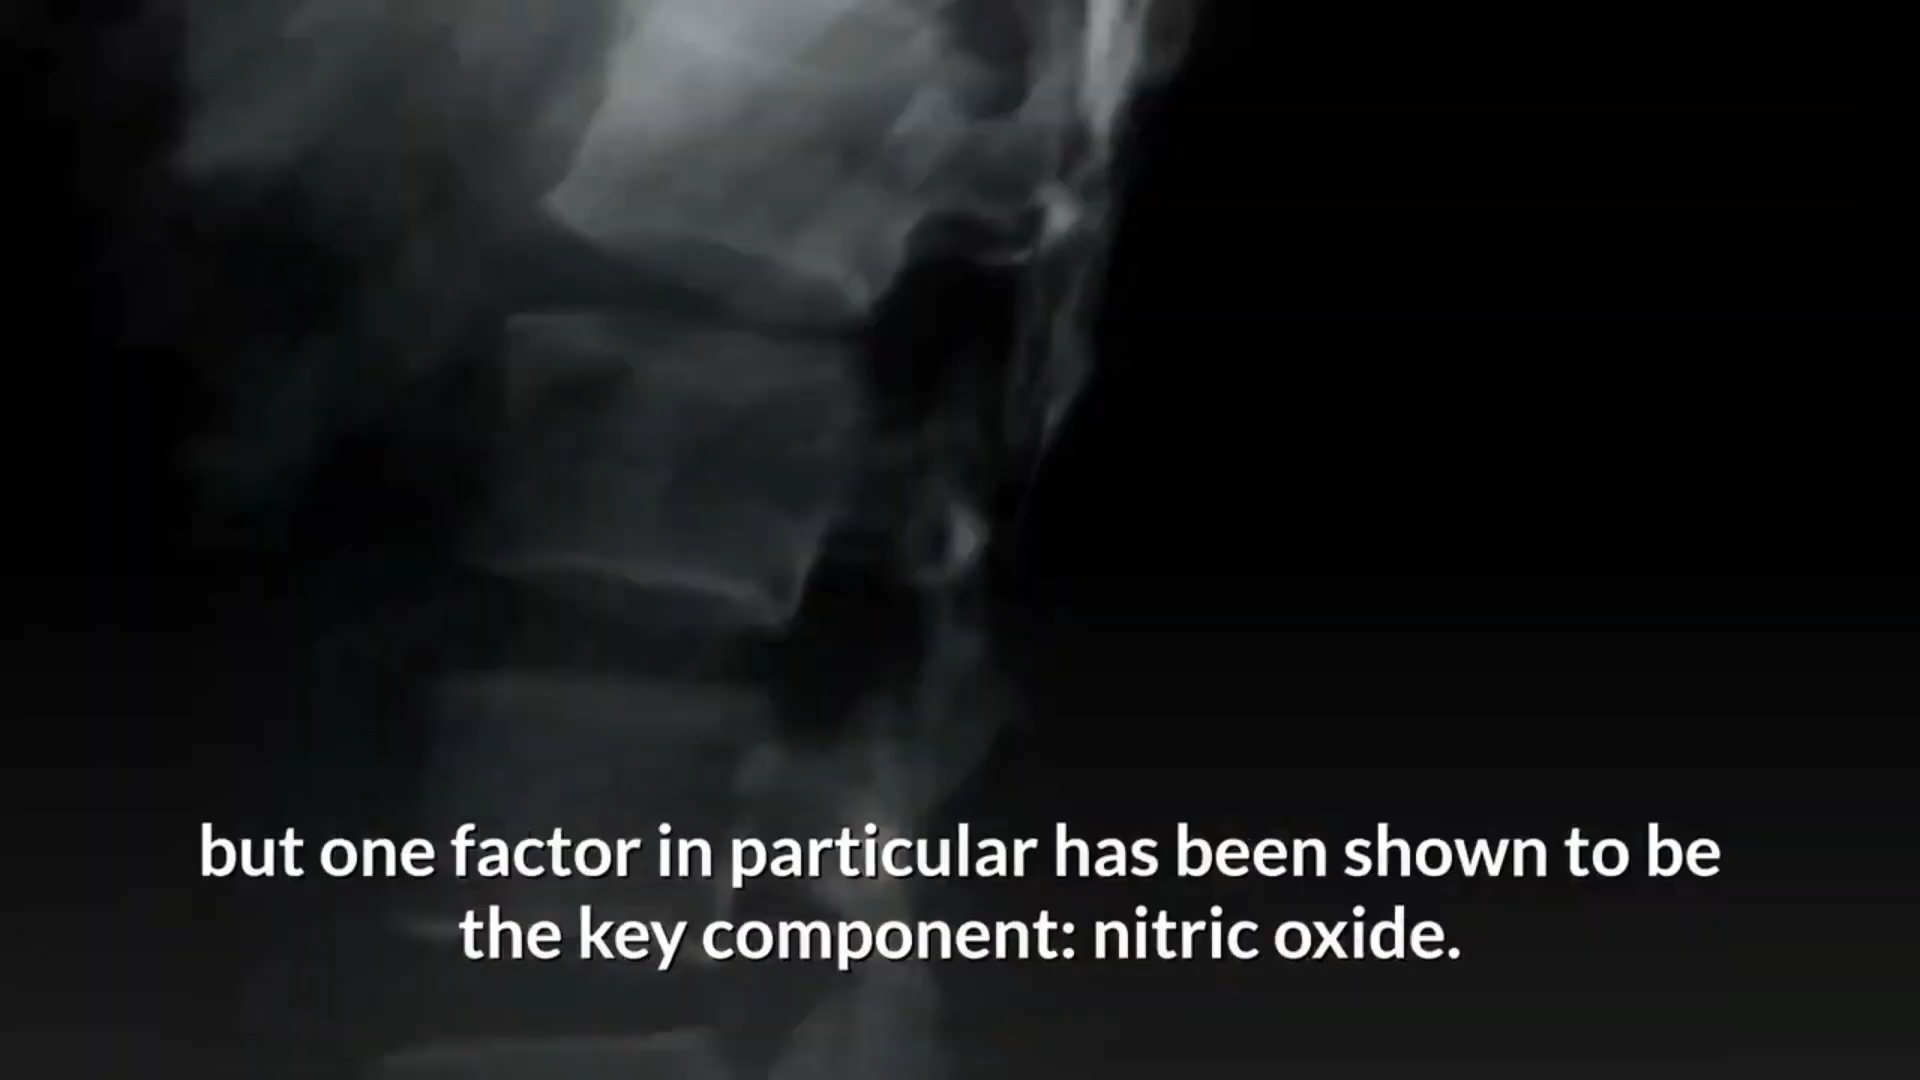 but one factor in particular has been shown to be
the key component: nitric oxide.